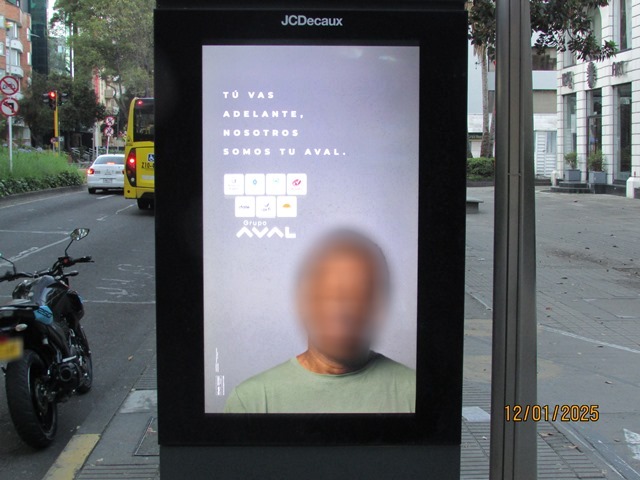 JCDecaux
TÚ VAS
ADELANTE,
NOSOTROS
SOMOS TU AVAL.
Grupo
AVAL
12/01/2025